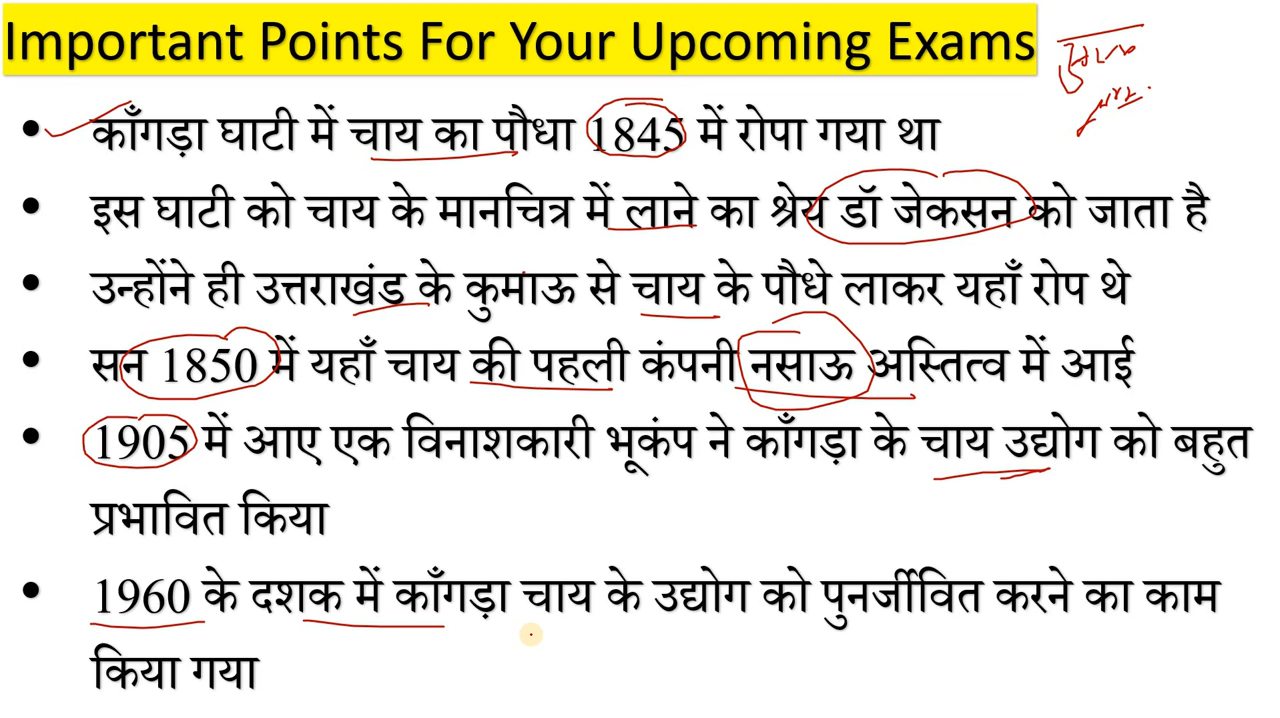 Important Points For Your Upcoming Exams
• काँगड़ा घाटी में चाय का पौधा 1845 में रोपा गया था
• इस घाटी को चाय के मानचित्र में लाने का श्रेय डॉ जेकसन को जाता है
• उन्होंने ही उत्तराखंड के कुमाऊ से चाय के पौधे लाकर यहाँ रोप थे
• सन 1850 में यहाँ चाय की पहली कंपनी नसाऊ अस्तित्व में आई
• 1905 में आए एक विनाशकारी भूकंप ने काँगड़ा के चाय उद्योग को बहुत
प्रभावित किया
• 1960 के दशक में काँगड़ा चाय के उद्योग को पुनर्जीवित करने का काम
किया गया